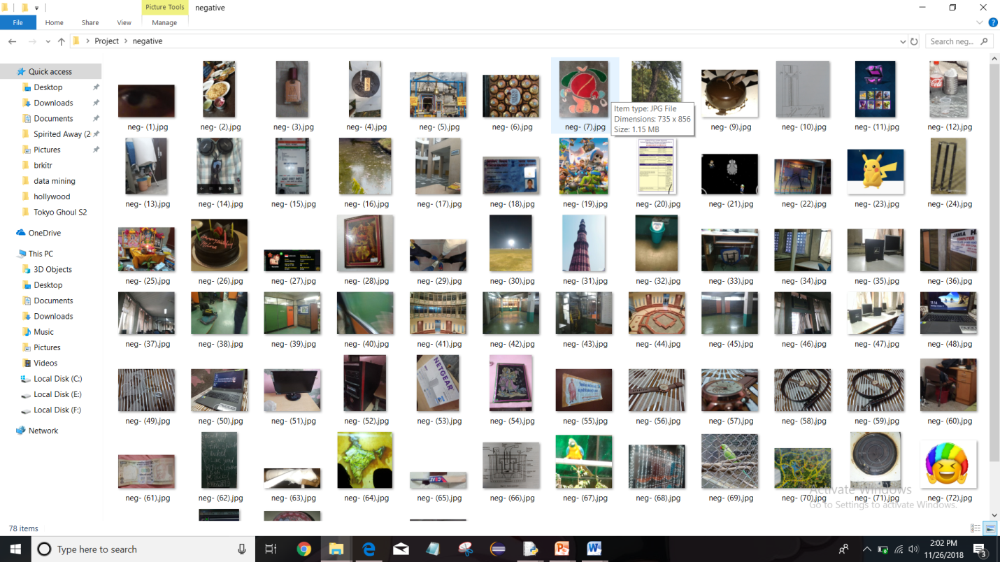 Picture Tools negative
File Home Share View Manage
Project negative
Search neg...
Quick access
Desktop
Downloads
Documents
Spirited Away (2
Pictures
brkitr
data mining
hollywood
Tokyo Ghoul S2
OneDrive
This PC
3D Objects
Desktop
Documents
Downloads
Music
Pictures
Videos
Local Disk (C:)
Local Disk (E:)
Local Disk (F:)
Network
neg- (1).jpg neg- (2).jpg neg- (3).jpg neg- (4).jpg neg- (5).jpg neg- (6).jpg neg- (7).jpg neg- (9).jpg neg- (10).jpg neg- (11).jpg neg- (12).jpg
Item type: JPG File
Dimensions: 735 x 856
Size: 1.15 MB
neg- (13).jpg neg- (14).jpg neg- (15).jpg neg- (16).jpg neg- (17).jpg neg- (18).jpg neg- (19).jpg neg- (20).jpg neg- (21).jpg neg- (22).jpg neg- (23).jpg neg- (24).jpg
JAMIA H
COMPUTER
neg- (25).jpg neg- (26).jpg neg- (27).jpg neg- (28).jpg neg- (29).jpg neg- (30).jpg neg- (31).jpg neg- (32).jpg neg- (33).jpg neg- (34).jpg neg- (35).jpg neg- (36).jpg
neg- (37).jpg neg- (38).jpg neg- (39).jpg neg- (40).jpg neg- (41).jpg neg- (42).jpg neg- (43).jpg neg- (44).jpg neg- (45).jpg neg- (46).jpg neg- (47).jpg neg- (48).jpg
NETGEAR
neg- (49).jpg neg- (50).jpg neg- (51).jpg neg- (52).jpg neg- (53).jpg neg- (54).jpg neg- (55).jpg neg- (56).jpg neg- (57).jpg neg- (58).jpg neg- (59).jpg neg- (60).jpg
neg- (61).jpg neg- (62).jpg neg- (63).jpg neg- (64).jpg neg- (65).jpg neg- (66).jpg neg- (67).jpg neg- (68).jpg neg- (69).jpg neg- (70).jpg neg- (71).jpg neg- (72).jpg
Activate Windows
Go to Settings to activate Windows.
78 items
Type here to search
2:02 PM
11/26/2018
3